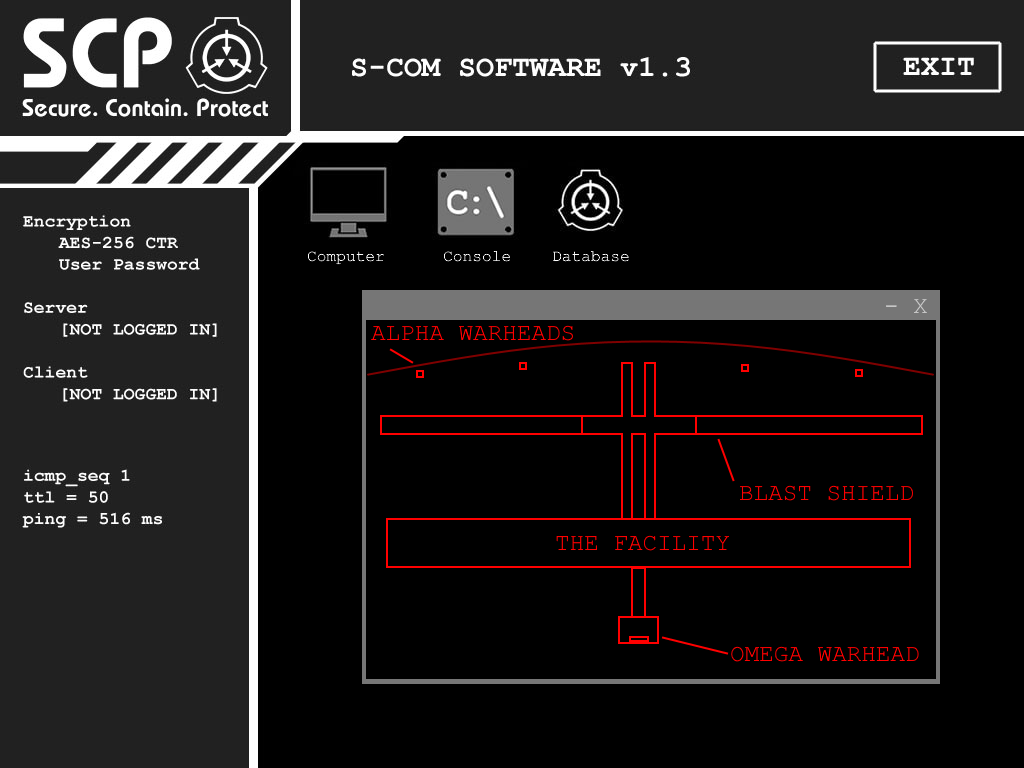 SCP
Secure. Contain. Protect
S-COM SOFTWARE v1.3
EXIT
Encryption
AES-256 CTR
User Password
Server
[NOT LOGGED IN]
Client
[NOT LOGGED IN]
icmp_seq 1
ttl = 50
ping = 516 ms
C:\
Computer
Console
Database
- X
ALPHA WARHEADS
BLAST SHIELD
THE FACILITY
OMEGA WARHEAD